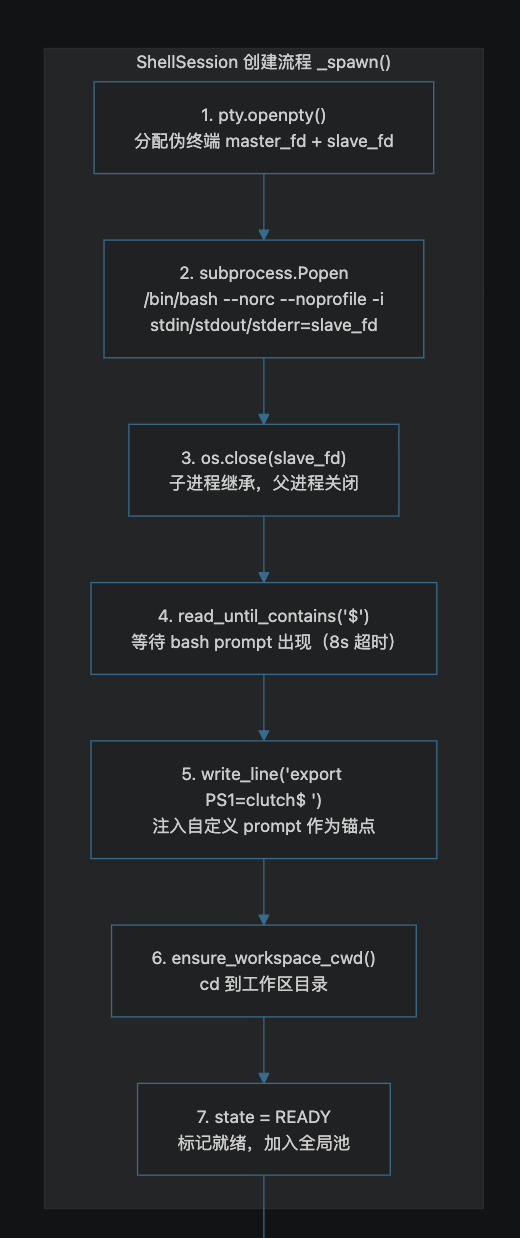 ShellSession 创建流程 _spawn()
1. pty.openpty()
分配伪终端 master_fd + slave_fd
2. subprocess.Popen
/bin/bash --norc --noprofile -i
stdin/stdout/stderr=slave_fd
3. os.close(slave_fd)
子进程继承，父进程关闭
4. read_until_contains('$')
等待 bash prompt 出现（8s 超时）
5. write_line('export
PS1=clutch$ ')
注入自定义 prompt 作为锚点
6. ensure_workspace_cwd()
cd 到工作区目录
7. state = READY
标记就绪，加入全局池